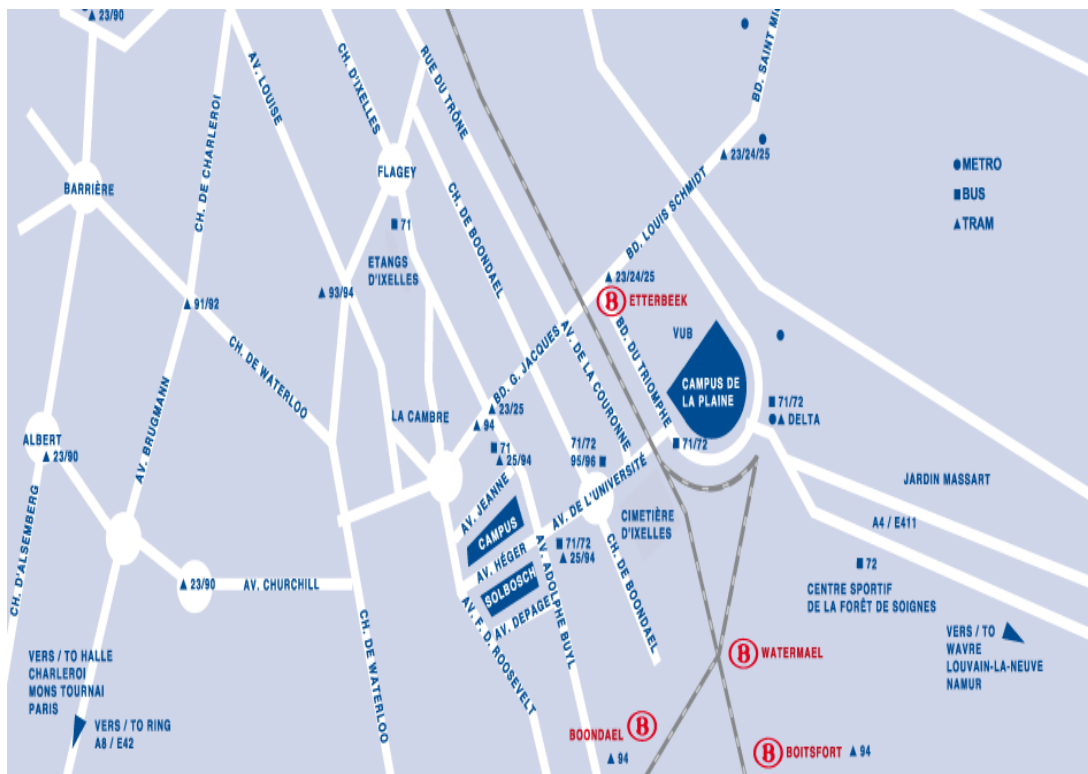 23/90
BD. SAINT MI
CH. D'IXELLES
RUE DU TRÔNE
AV. LOUISE
CH. DE CHARLEROI
23/24/25
METRO
BUS
TRAM
BARRIÈRE
FLAGEY
BD. LOUIS SCHMIDT
CH. DE BOONDAEL
71
ETANGS
D'IXELLES
23/24/25
B ETTERBEEK
93/94
91/92
VUB
BD. DU TRIOMPHE
AV. DE LA COURONNE
CH. DE WATERLOO
BD. G. JACQUES
CAMPUS DE
LA PLAINE
71/72
DELTA
LA CAMBRE
23/25
94
AV. BRUGMANN
ALBERT
23/90
71
25/94
71/72
95/96
71/72
AV. DE L'UNIVERSITÉ
AV. JEANNE
CAMPUS
JARDIN MASSART
CIMETIÈRE
D'IXELLES
A4 / E411
CH. D'ALSEMBERG
AV. HÉGER
71/72
25/94
72
23/90
AV. CHURCHILL
SOLBOSCH
CENTRE SPORTIF
DE LA FORÊT DE SOIGNES
AV. DEPAGE
AV. ADOLPHE BUYL
CH. DE BOONDAEL
AV. F. D. ROOSEVELT
CH. DE WATERLOO
VERS / TO
WAVRE
LOUVAIN-LA-NEUVE
NAMUR
B WATERMAEL
VERS / TO HALLE
CHARLEROI
MONS TOURNAI
PARIS
VERS / TO RING
A8 / E42
BOONDAEL B
94
B BOITSFORT 94